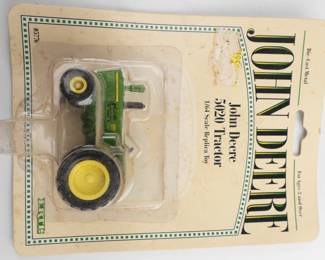 Die-Cast Metal
JOHN DEERE
For Ages 3 and Over
John Deere
5020 Tractor
1/64 Scale Replica Toy
ERTL